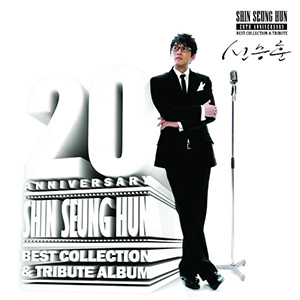 SHIN SEUNG HUN
20TH ANNIVERSARY
BEST COLLECTION & TRIBUTE
신승훈
20
ANNIVERSARY
SHIN SEUNG HUN
BEST COLLECTION
& TRIBUTE ALBUM